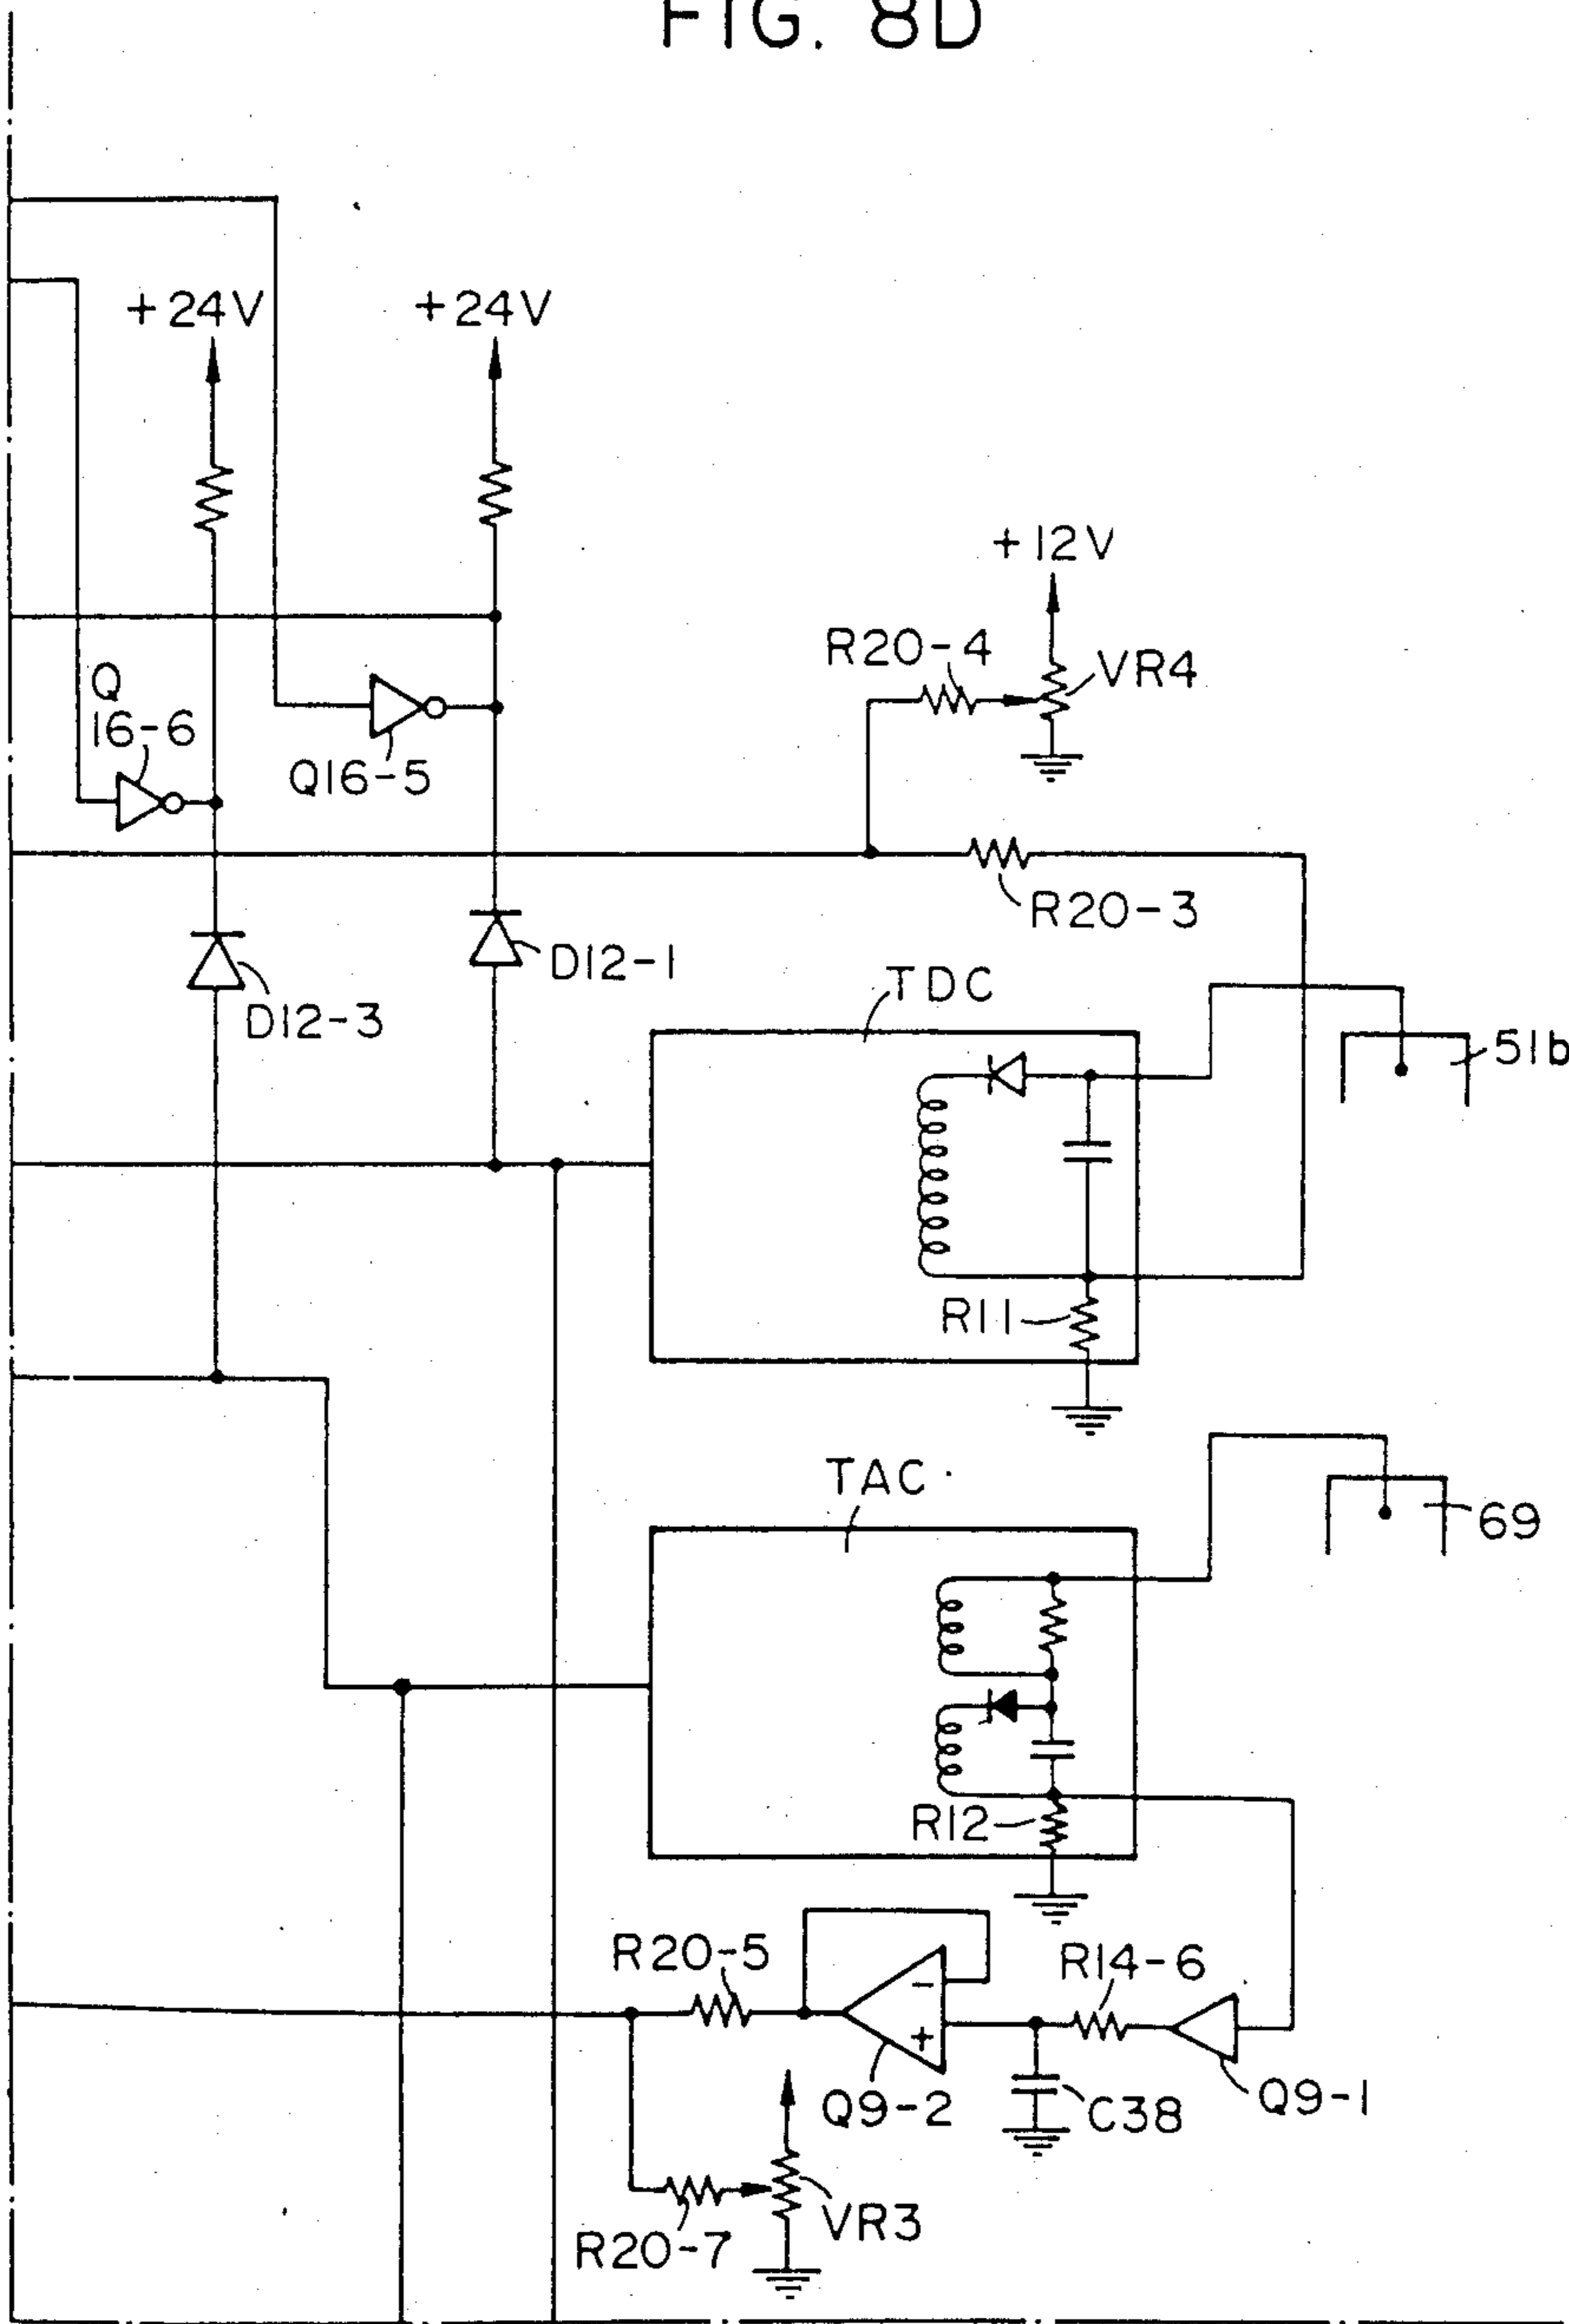 FIG. 8D
+24V
+24V
+12V
R20-4
VR4
Q
16-6
Q16-5
R20-3
D12-1
D12-3
TDC
51b
R11
TAC
69
R12
R20-5
R14-6
-
+
Q9-2
C38
Q9-1
VR3
R20-7